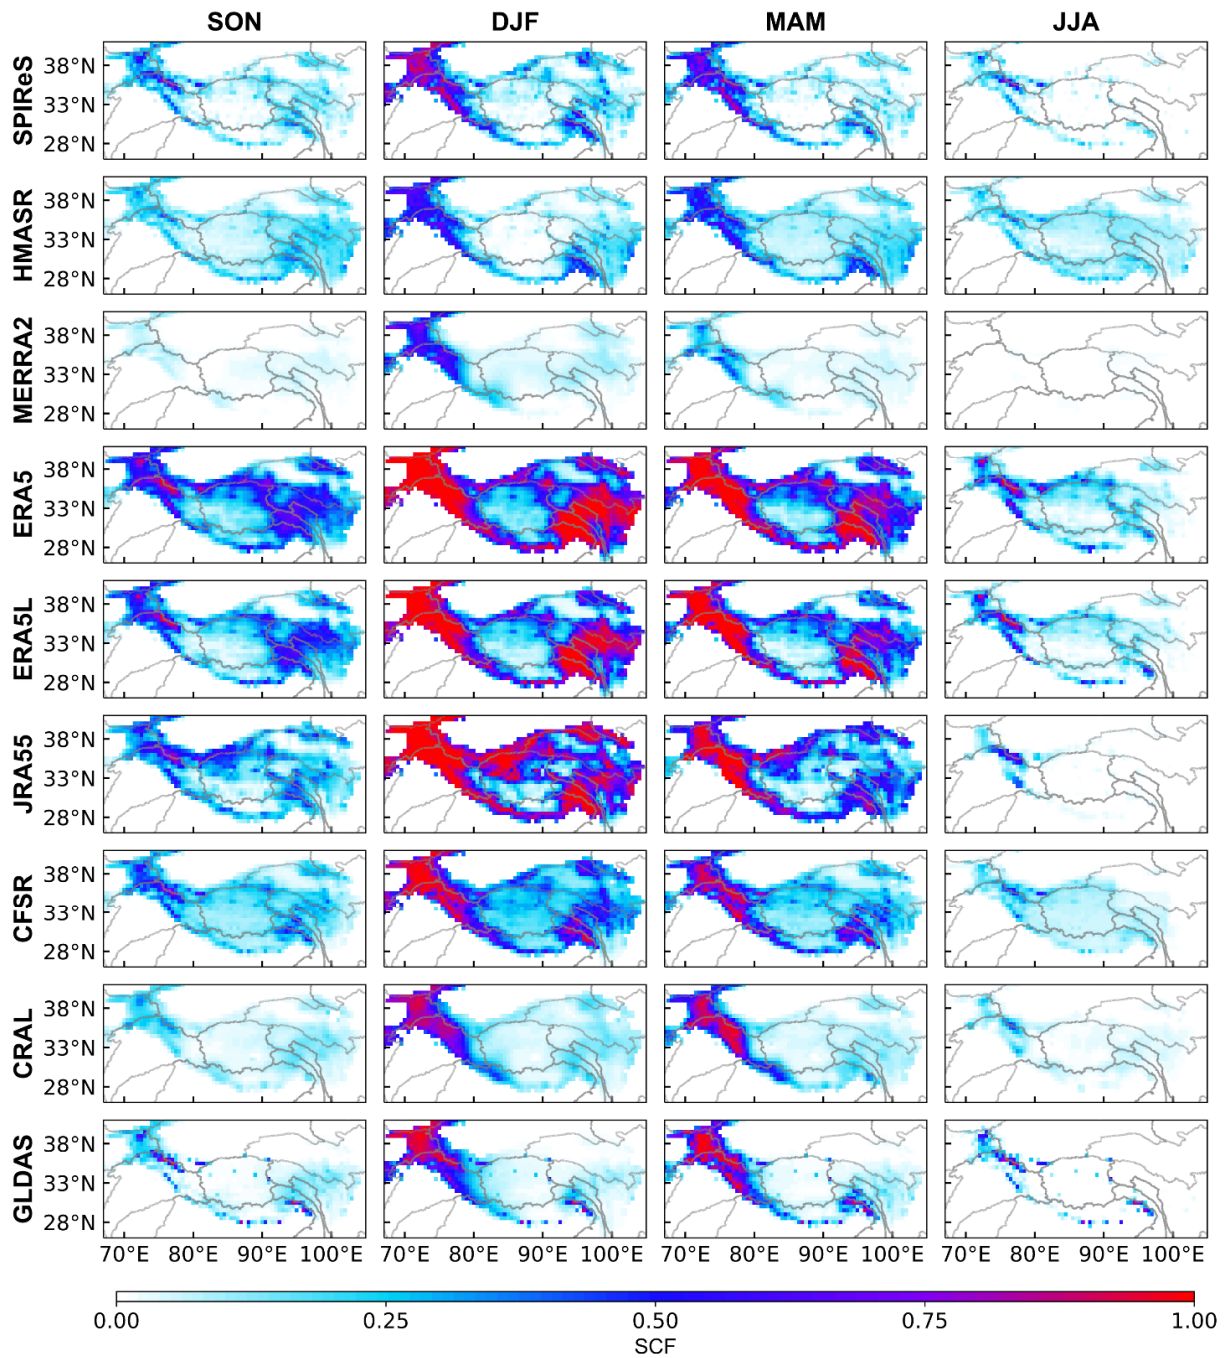 SON DJF MAM JJA
SPIReS 38°N
33°N
28°N
HMASR 38°N
33°N
28°N
MERRA2 38°N
33°N
28°N
ERA5 38°N
33°N
28°N
ERA5L 38°N
33°N
28°N
JRA55 38°N
33°N
28°N
CFSR 38°N
33°N
28°N
CRAL 38°N
33°N
28°N
GLDAS 38°N
33°N
28°N
70°E 80°E 90°E 100°E 70°E 80°E 90°E 100°E 70°E 80°E 90°E 100°E 70°E 80°E 90°E 100°E
0.00 0.25 0.50 0.75 1.00
SCF